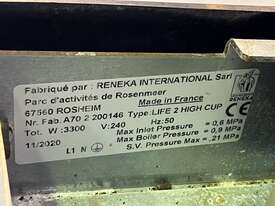 Fabriqué par : RENEKA INTERNATIONAL Sarl
Parc d'activités de Rosenmeer
67560 ROSHEIM Made in France
Nr. Fab. A70 2 200146 Type: LIFE 2 HIGH CUP
Tot. W :3300 V:240 Hz:50
11/2020 Max Inlet Pressure = 0,6 MPa
Max Boiler Pressure = 0,9 MPa
L1 N S.V. Pressure Max = .21 MPa
CE
RENEKA